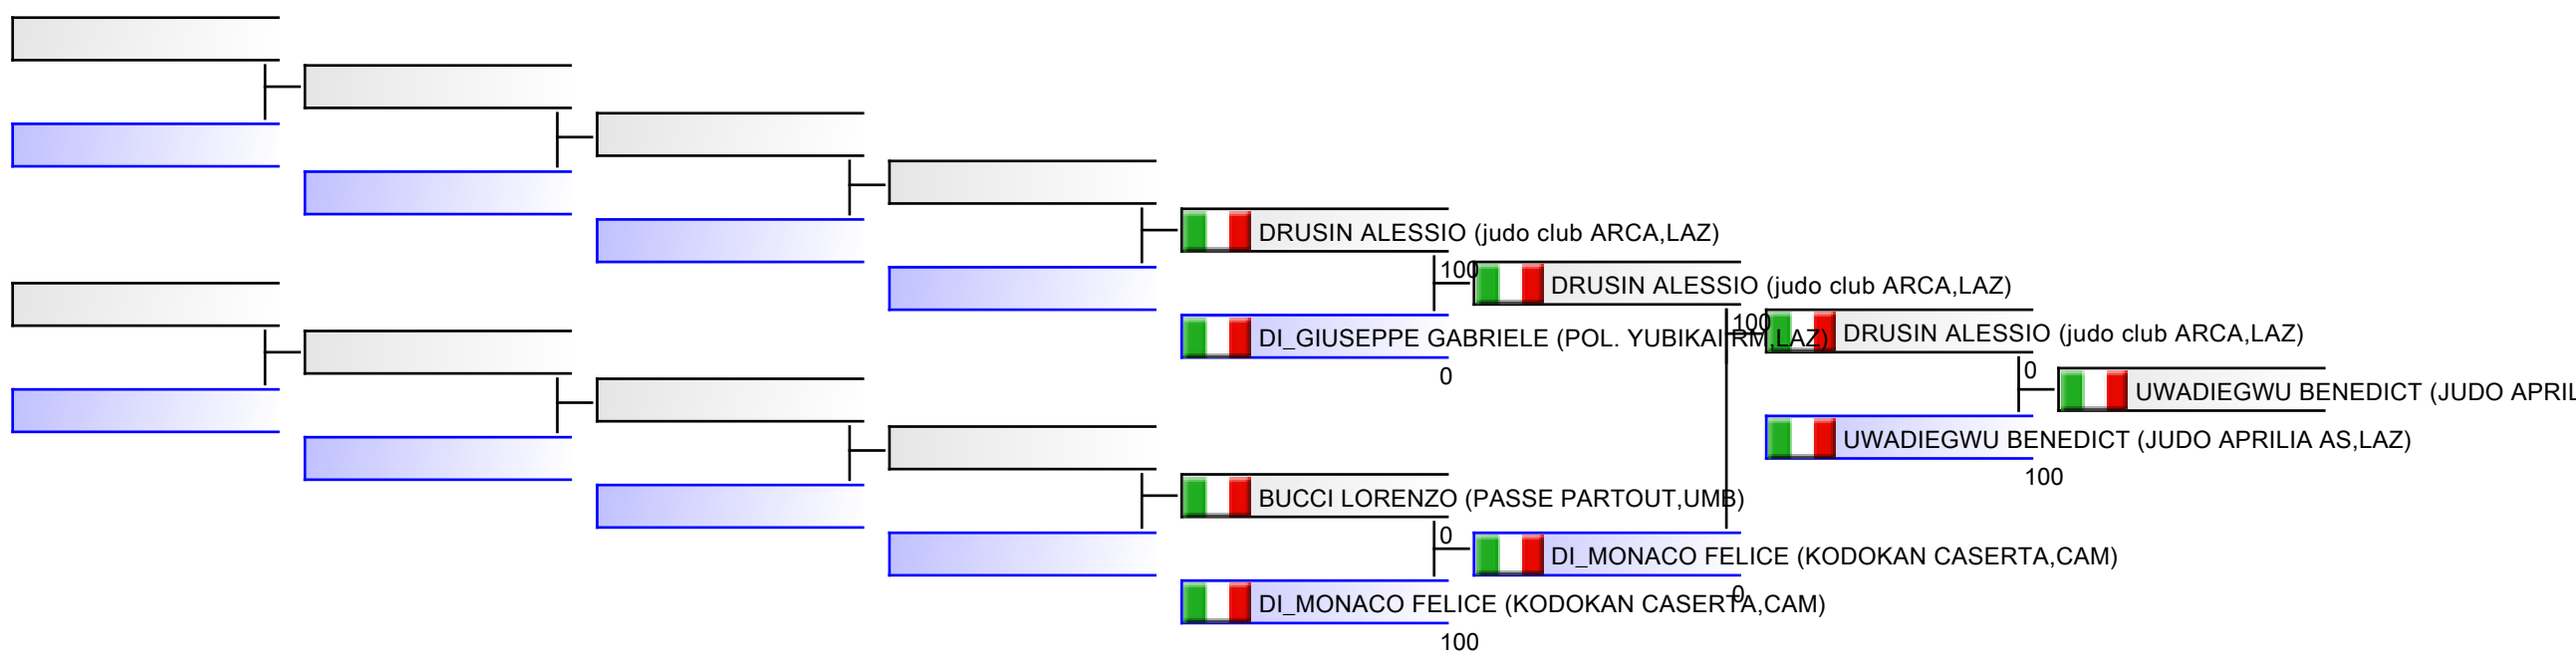 DRUSIN ALESSIO (judo club ARCA,LAZ)
100
DRUSIN ALESSIO (judo club ARCA,LAZ)
DI_GIUSEPPE GABRIELE (POL. YUBIKAI RM,LAZ)
0
100
DRUSIN ALESSIO (judo club ARCA,LAZ)
0
UWADIEGWU BENEDICT (JUDO APRIL
UWADIEGWU BENEDICT (JUDO APRILIA AS,LAZ)
100
BUCCI LORENZO (PASSE PARTOUT,UMB)
0
DI_MONACO FELICE (KODOKAN CASERTA,CAM)
0
DI_MONACO FELICE (KODOKAN CASERTA,CAM)
100